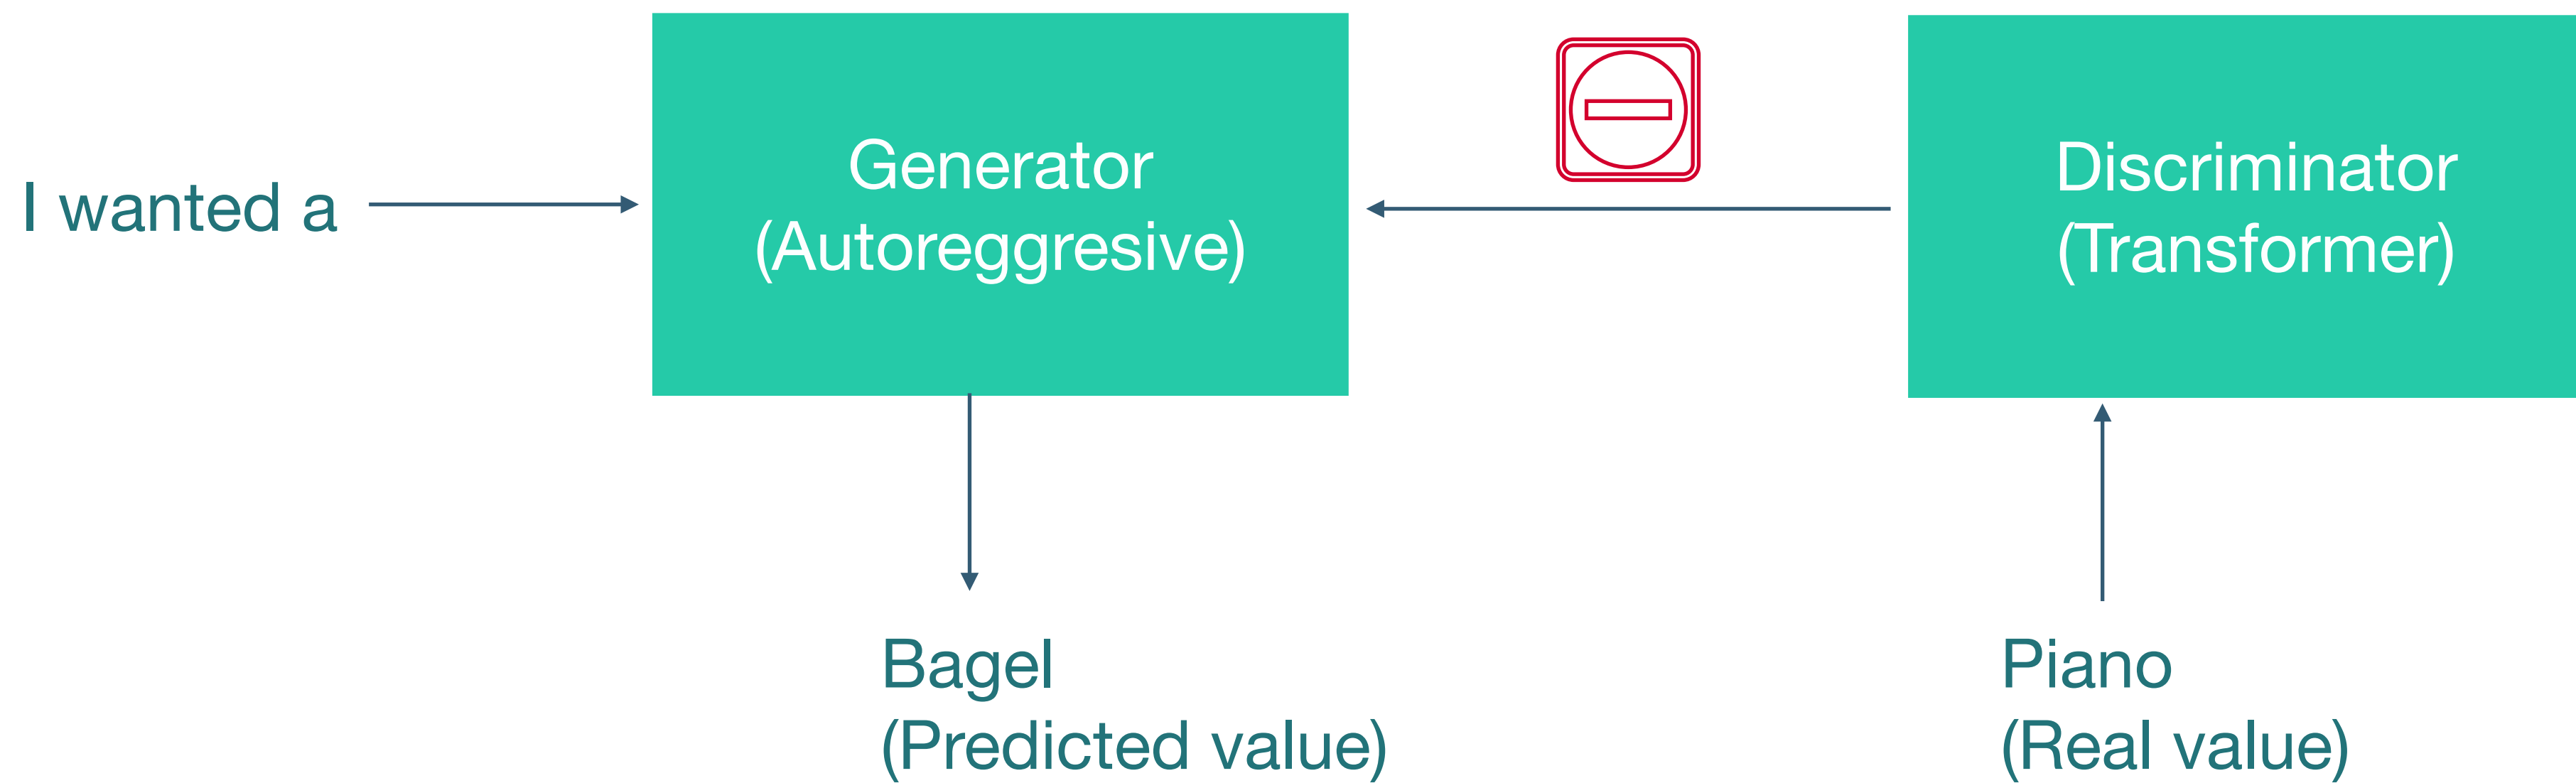 I wanted a
Generator
(Autoreggresive)
Discriminator
(Transformer)
Bagel
(Predicted value)
Piano
(Real value)